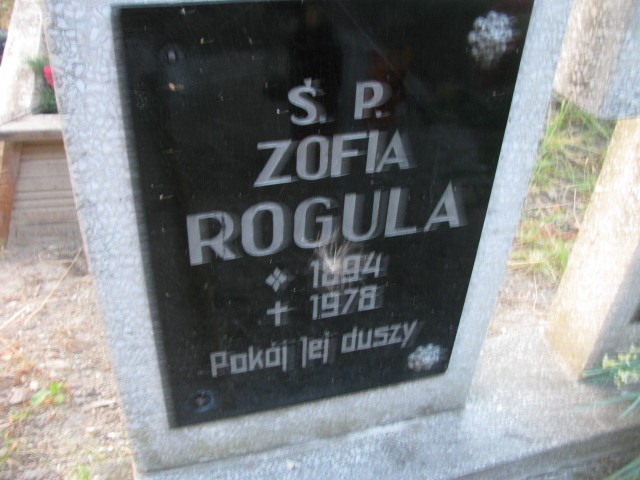 Ś. P.
ZOFIA
ROGULA
❖ 1894
✝ 1978
Pokój Jej duszy